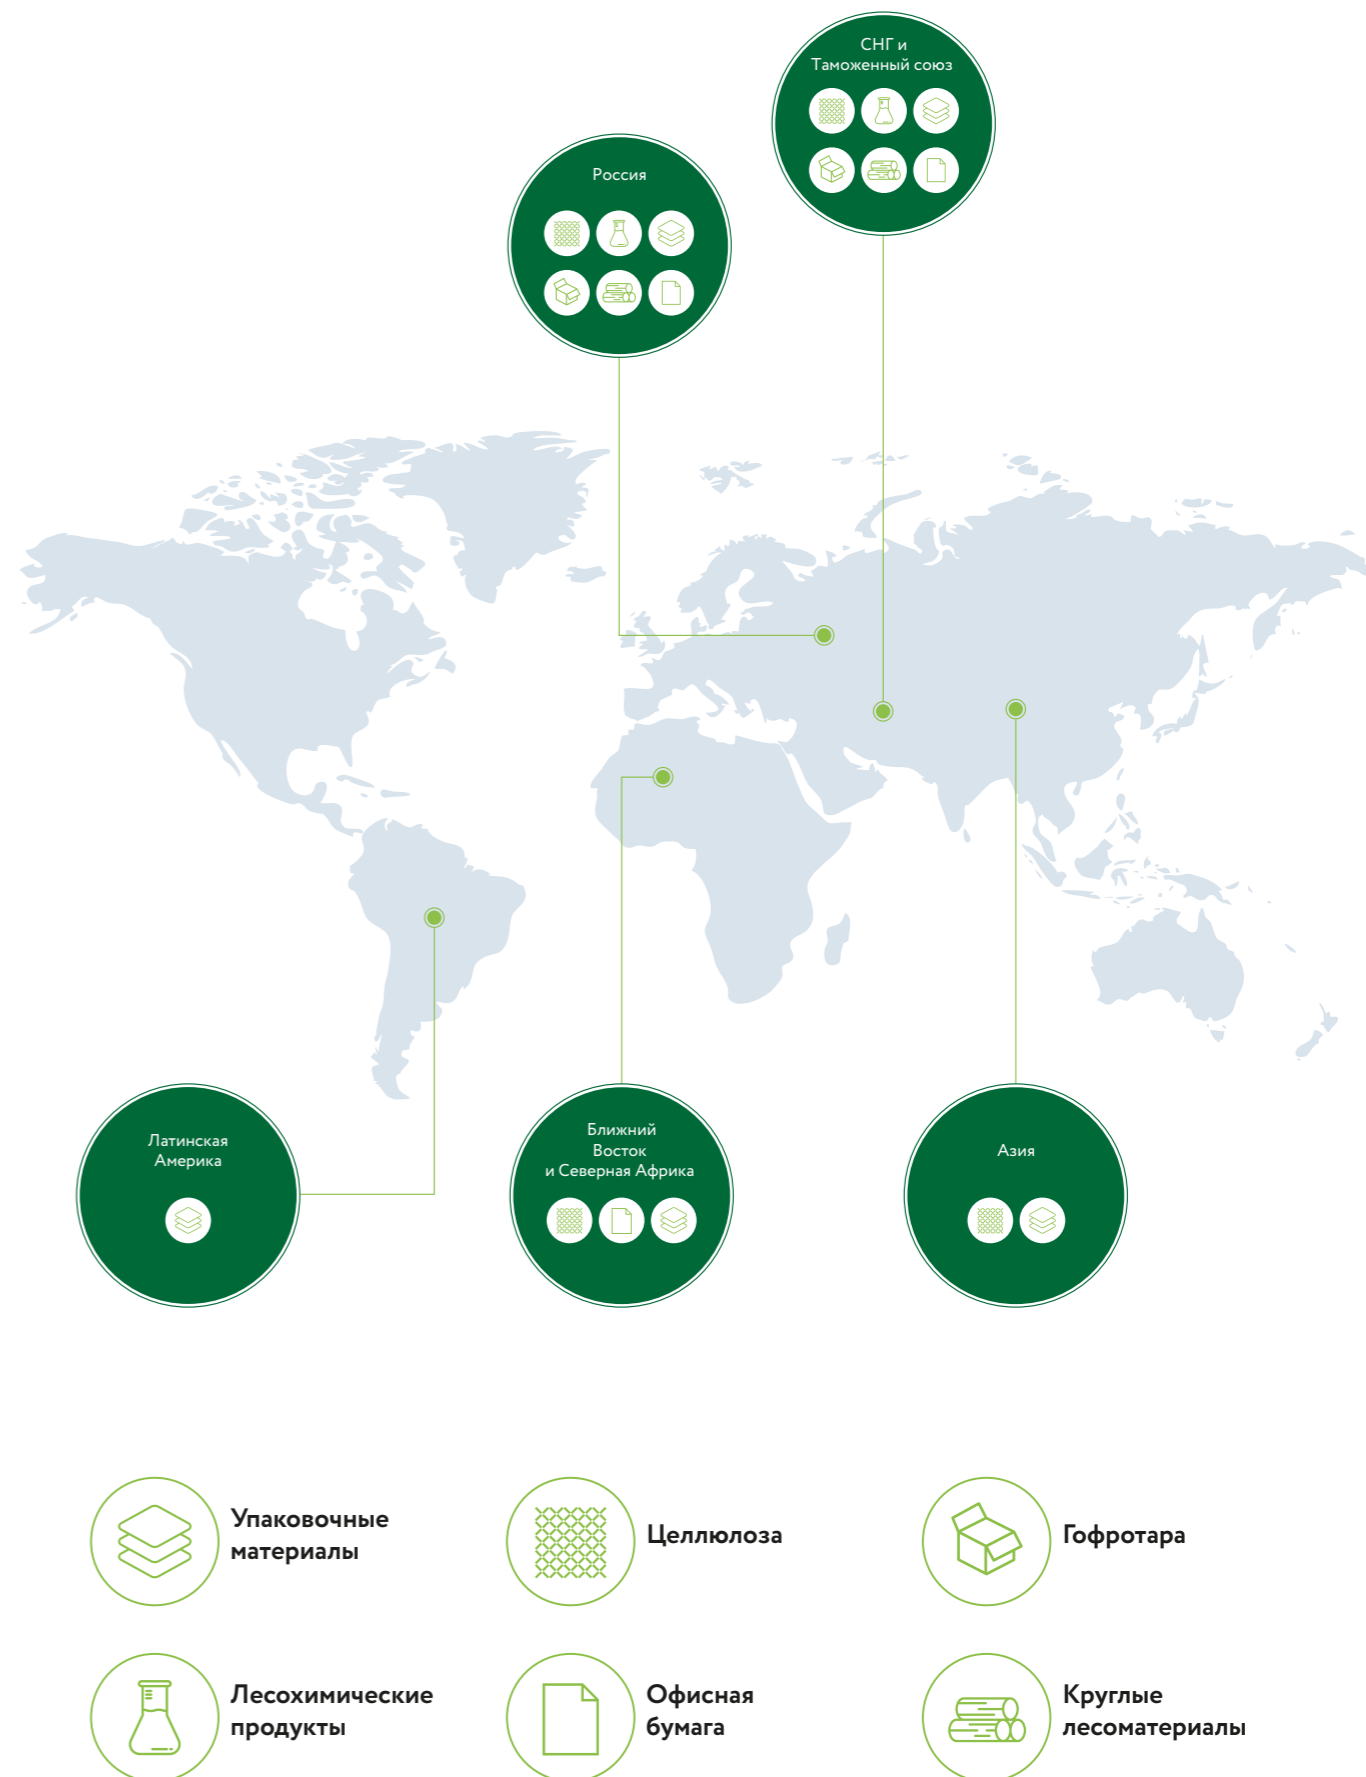 СНГ и
Таможенный союз
Россия
Латинская
Америка
Ближний
Восток
и Северная Африка
Азия
Упаковочные
материалы
Целлюлоза
Гофротара
Лесохимические
продукты
Офисная
бумага
Круглые
лесоматериалы